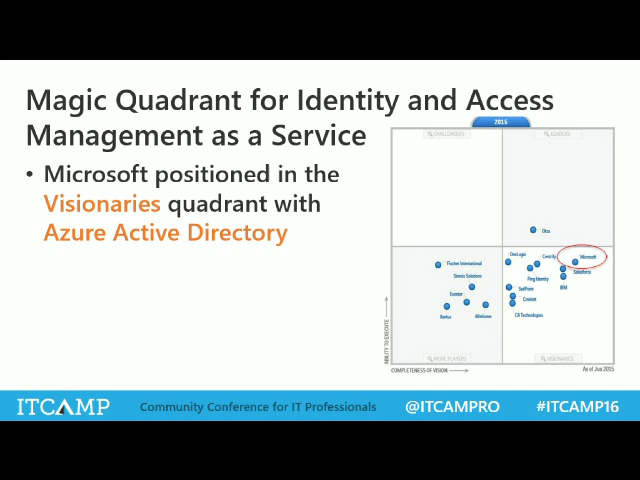 Magic Quadrant for Identity and Access
Management as a Service
• Microsoft positioned in the
Visionaries quadrant with
Azure Active Directory
2015
CHALLENGERS
LEADERS
Okta
OneLogin
Centrify
Microsoft
Fischer International
Salesforce
Ping Identity
IBM
Simeio Solutions
SailPoint
Covisint
CA Technologies
Ilantus
iWelcome
NICHE PLAYERS
VISIONARIES
ABILITY TO EXECUTE
COMPLETENESS OF VISION
As of Jun 2015
ITCAMP
Community Conference for IT Professionals
@ITCAMPRO
#ITCAMP16